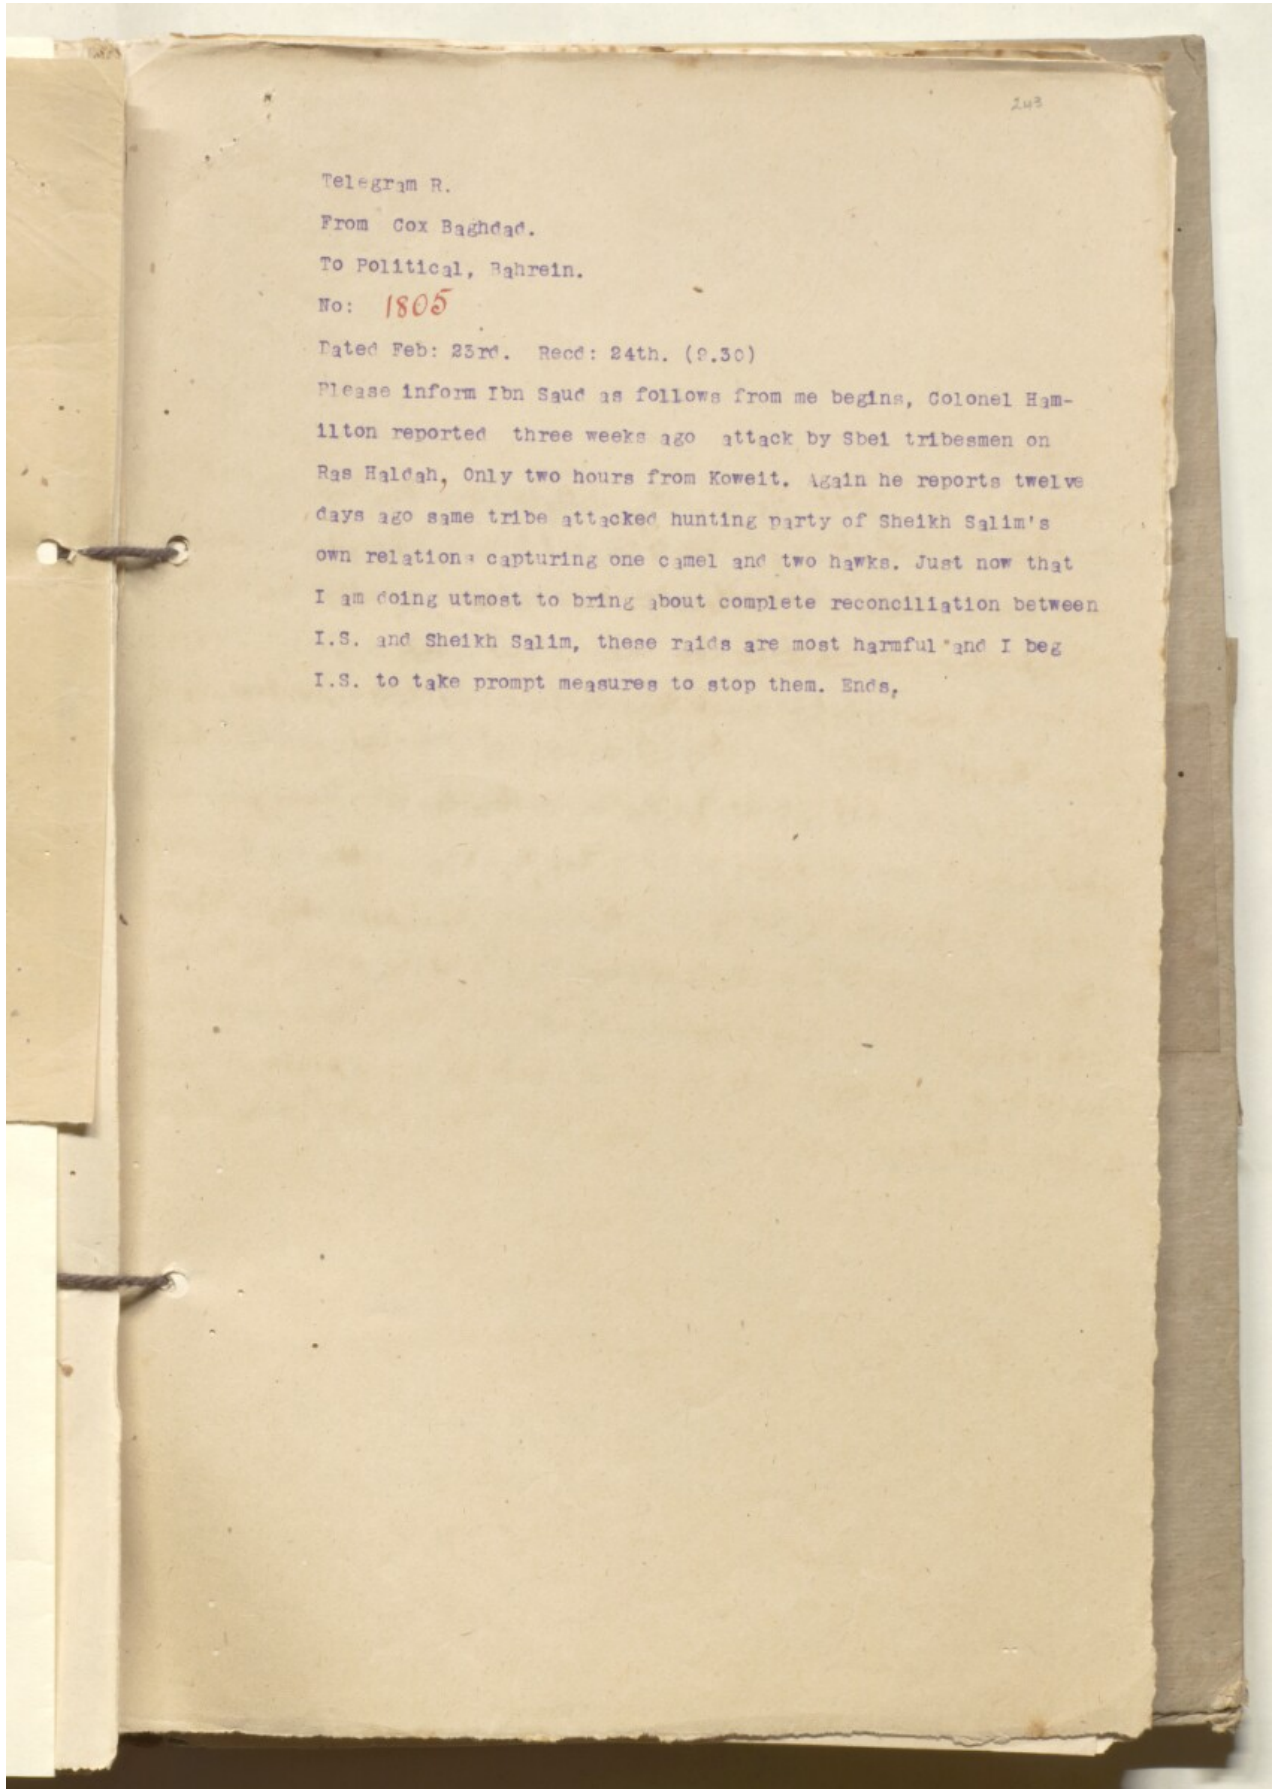 243
Telegram R.
From Cox Baghdad.
To Political, Bahrein.
No: 1805
Dated Feb: 23rd. Recd: 24th. (9.30)
Please inform Ibn Saud as follows from me begins, Colonel Ham-
ilton reported three weeks ago attack by Sbei tribesmen on
Ras Haldah, Only two hours from Koweit. Again he reports twelve
days ago same tribe attacked hunting party of Sheikh Salim's
own relations capturing one camel and two hawks. Just now that
I am doing utmost to bring about complete reconciliation between
I.S. and Sheikh Salim, these raids are most harmful and I beg
I.S. to take prompt measures to stop them. Ends,